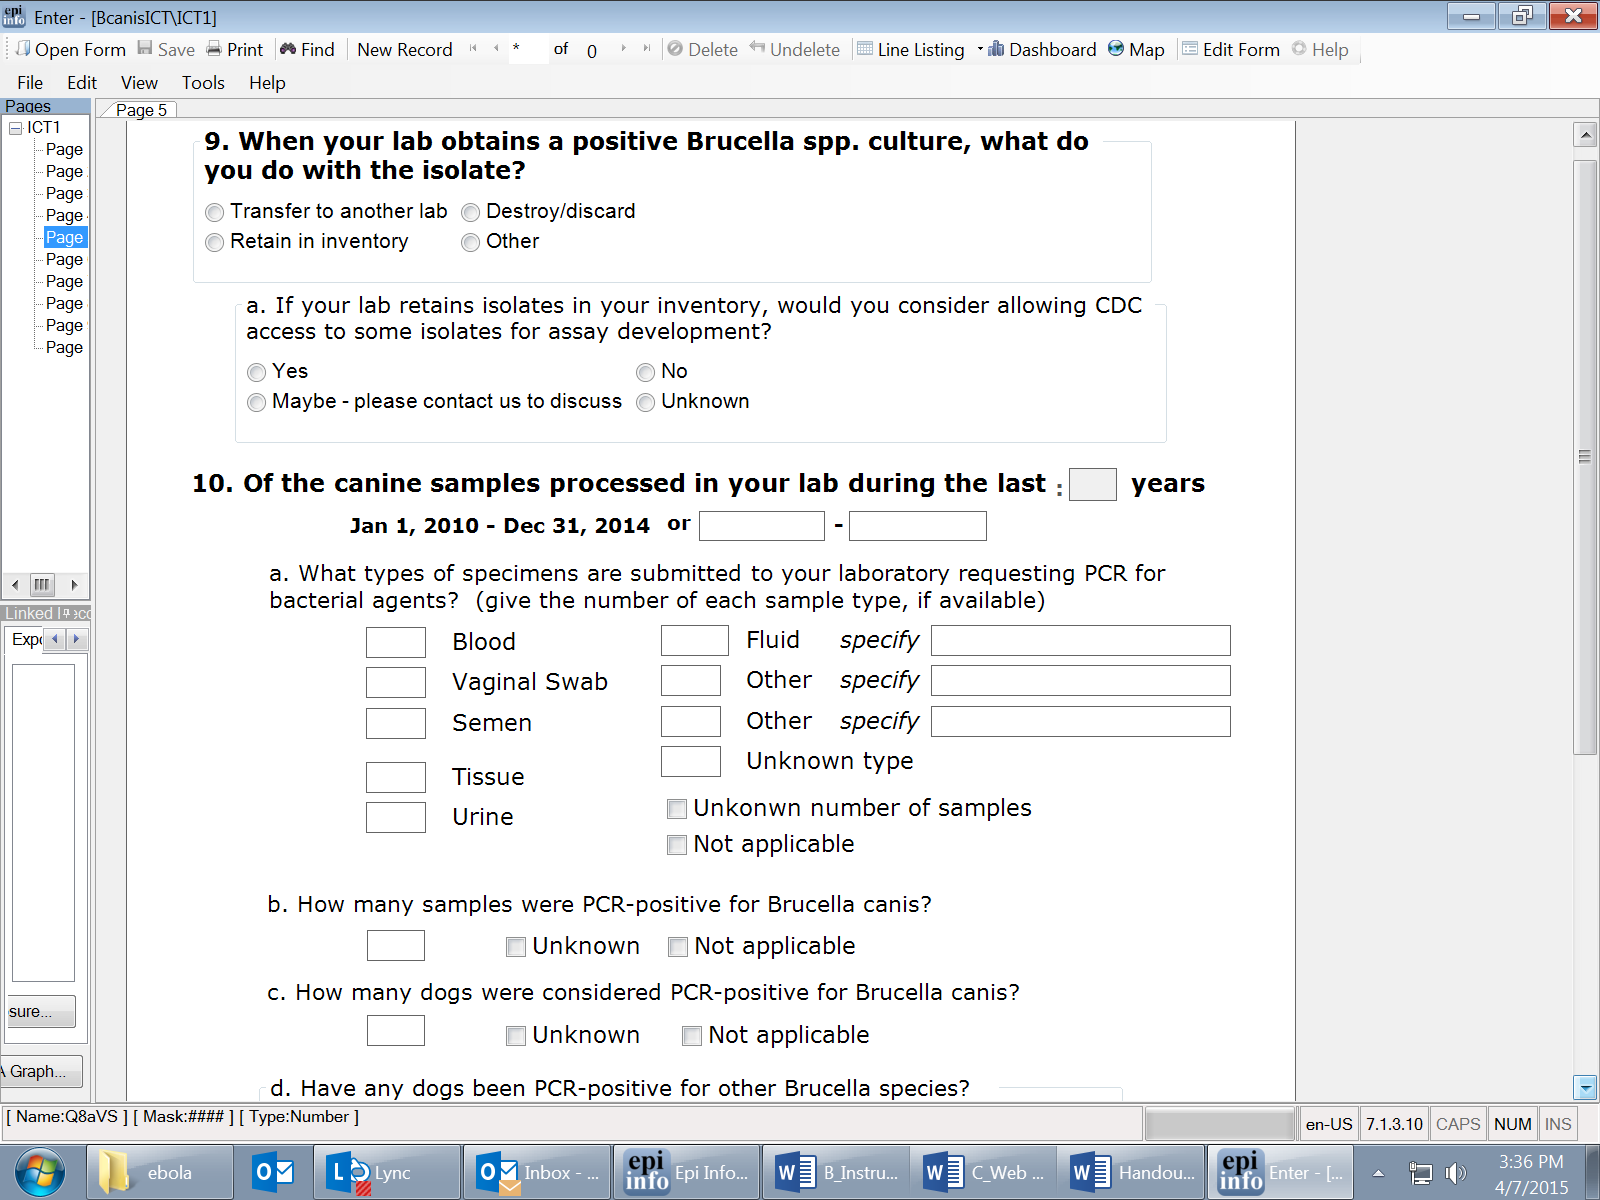 epi info Enter - [BcanisICT\ICT1]
Open Form Save Print Find New Record * of 0 Delete Undelete Line Listing Dashboard Map Edit Form Help
File Edit View Tools Help
Pages
Page 5
ICT1
Page
Page
Page
Page
Page
Page
Page
Page
Page
Page
9. When your lab obtains a positive Brucella spp. culture, what do
you do with the isolate?
Transfer to another lab Destroy/discard
Retain in inventory Other
a. If your lab retains isolates in your inventory, would you consider allowing CDC
access to some isolates for assay development?
Yes No
Maybe - please contact us to discuss Unknown
10. Of the canine samples processed in your lab during the last : years
Jan 1, 2010 - Dec 31, 2014 or -
a. What types of specimens are submitted to your laboratory requesting PCR for
bacterial agents? (give the number of each sample type, if available)
Blood Fluid specify
Vaginal Swab Other specify
Semen Other specify
Unknown type
Tissue
Urine
Unkonwn number of samples
Not applicable
b. How many samples were PCR-positive for Brucella canis?
Unknown Not applicable
c. How many dogs were considered PCR-positive for Brucella canis?
Unknown Not applicable
d. Have any dogs been PCR-positive for other Brucella species?
Linked
Expo
sure...
Graph...
[ Name:Q8aVS ] [ Mask:#### ] [ Type:Number ]
en-US 7.1.3.10 CAPS NUM INS
ebola Lync Inbox - ... epi info Epi Info... B_Instru... C_Web ... Handou... epi info Enter - [...
3:36 PM
4/7/2015